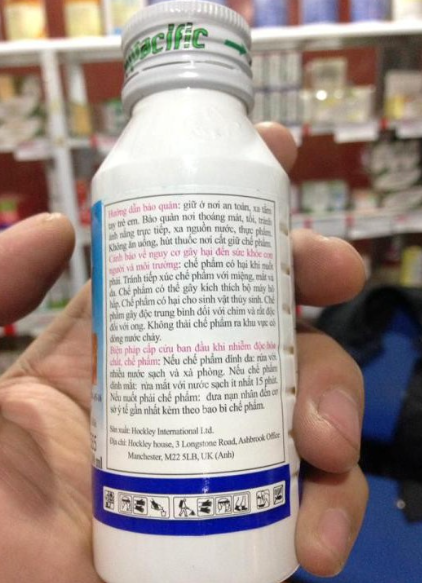 pacific
Hướng dẫn bảo quản: giữ ở nơi an toàn, xa tầm
tay trẻ em. Bảo quản nơi thoáng mát, tối, tránh
ánh nắng trực tiếp, xa nguồn nước, thực phẩm.
Không ăn uống, hút thuốc nơi cất giữ chế phẩm.
Cảnh báo về nguy cơ gây hại đến sức khỏe con
người và môi trường: chế phẩm có hại khi nuốt
phải. Tránh tiếp xúc chế phẩm với miệng, mắt và
da. Chế phẩm có thể gây kích thích bộ máy hô
hấp. Chế phẩm có hại cho sinh vật thủy sinh. Chế
phẩm gây độc trung bình đối với chim và rất độc
đối với ong. Không thải chế phẩm ra khu vực có
dòng nước chảy.
Biện pháp cấp cứu ban đầu khi nhiễm độc hóa
chất, chế phẩm: Nếu chế phẩm dính da: rửa với
nhiều nước sạch và xà phòng. Nếu chế phẩm
dính mắt: rửa mắt với nước sạch ít nhất 15 phút.
Nếu nuốt phải chế phẩm: đưa nạn nhân đến cơ
sở y tế gần nhất kèm theo bao bì chế phẩm.
Sản xuất: Hockley International Ltd.
Địa chỉ: Hockley house, 3 Longstone Road, Ashbrook Office
Manchester, M22 5LB, UK (Anh)